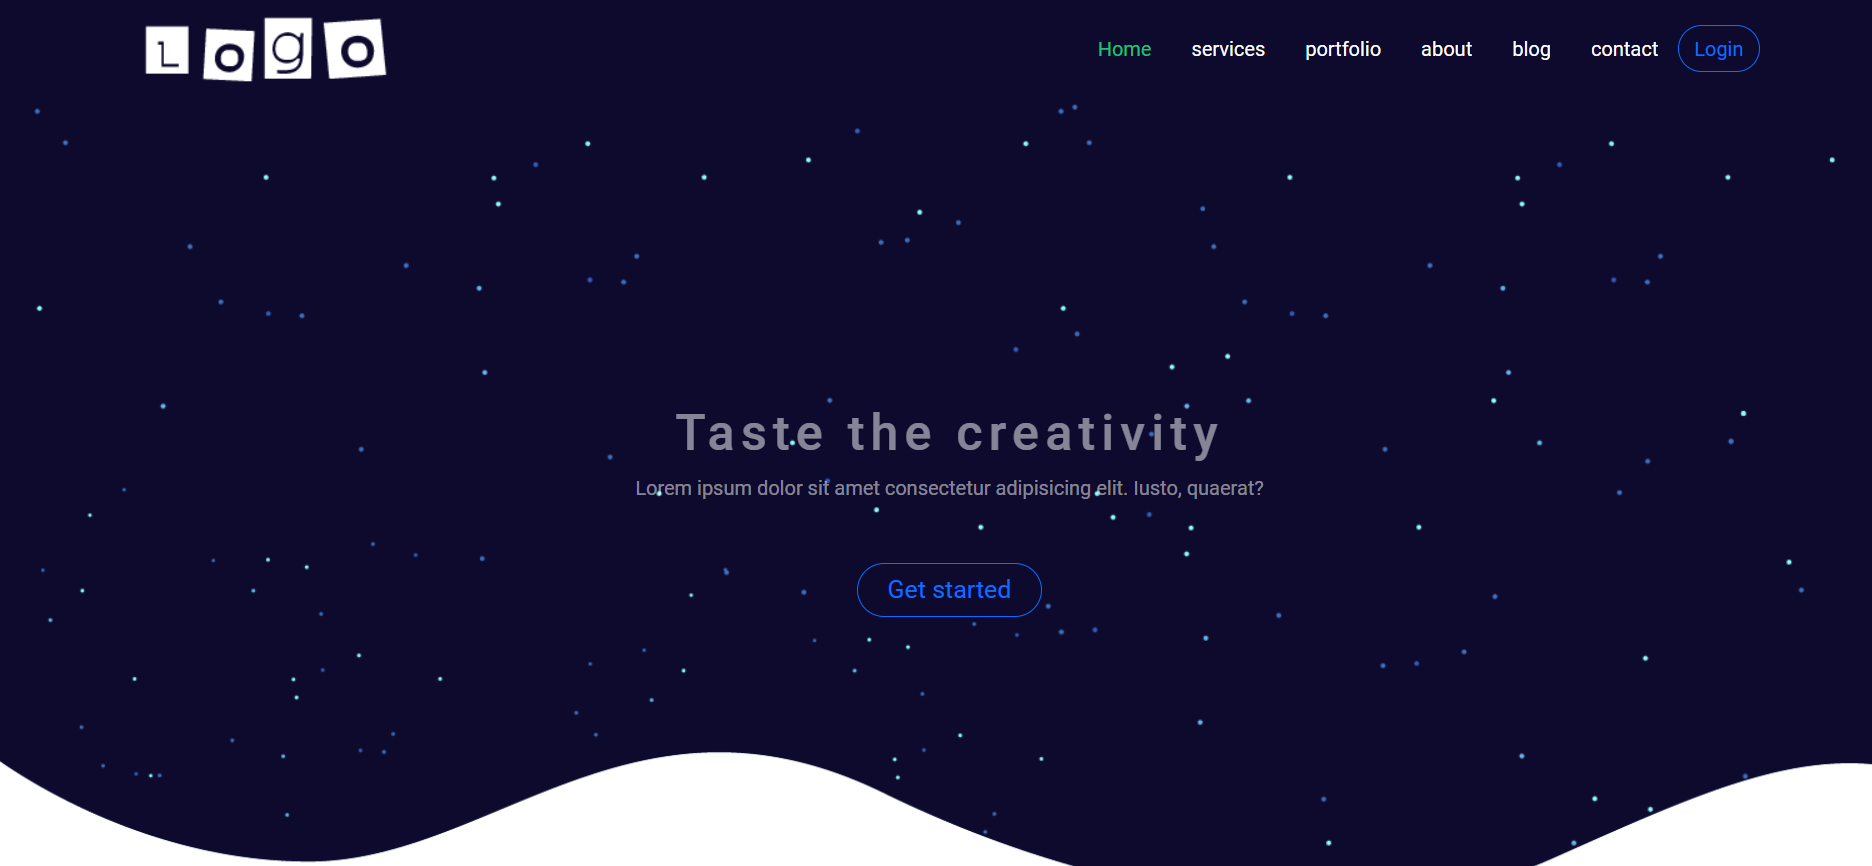 Logo
Home services portfolio about blog contact Login
Taste the creativity
Lorem ipsum dolor sit amet consectetur adipisicing elit. Iusto, quaerat?
Get started